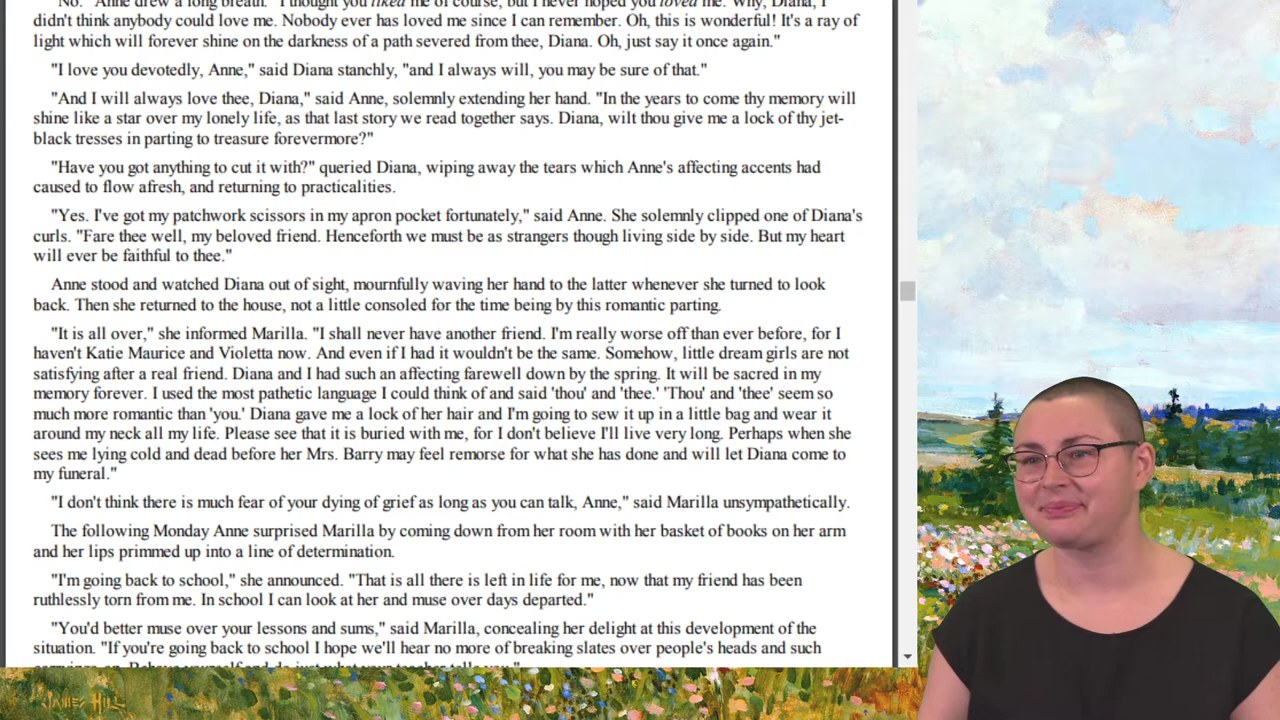 "No." Anne drew a long breath. "I thought you liked me of course, but I never hoped you loved me. Why, Diana, I
didn't think anybody could love me. Nobody ever has loved me since I can remember. Oh, this is wonderful! It's a ray of
light which will forever shine on the darkness of a path severed from thee, Diana. Oh, just say it once again."
"I love you devotedly, Anne," said Diana stanchly, "and I always will, you may be sure of that."
"And I will always love thee, Diana," said Anne, solemnly extending her hand. "In the years to come thy memory will
shine like a star over my lonely life, as that last story we read together says. Diana, wilt thou give me a lock of thy jet-
black tresses in parting to treasure forevermore?"
"Have you got anything to cut it with?" queried Diana, wiping away the tears which Anne's affecting accents had
caused to flow afresh, and returning to practicalities.
"Yes. I've got my patchwork scissors in my apron pocket fortunately," said Anne. She solemnly clipped one of Diana's
curls. "Fare thee well, my beloved friend. Henceforth we must be as strangers though living side by side. But my heart
will ever be faithful to thee."
Anne stood and watched Diana out of sight, mournfully waving her hand to the latter whenever she turned to look
back. Then she returned to the house, not a little consoled for the time being by this romantic parting.
"It is all over," she informed Marilla. "I shall never have another friend. I'm really worse off than ever before, for I
haven't Katie Maurice and Violetta now. And even if I had it wouldn't be the same. Somehow, little dream girls are not
satisfying after a real friend. Diana and I had such an affecting farewell down by the spring. It will be sacred in my
memory forever. I used the most pathetic language I could think of and said 'thou' and 'thee.' 'Thou' and 'thee' seem so
much more romantic than 'you.' Diana gave me a lock of her hair and I'm going to sew it up in a little bag and wear it
around my neck all my life. Please see that it is buried with me, for I don't believe I'll live very long. Perhaps when she
sees me lying cold and dead before her Mrs. Barry may feel remorse for what she has done and will let Diana come to
my funeral."
"I don't think there is much fear of your dying of grief as long as you can talk, Anne," said Marilla unsympathetically.
The following Monday Anne surprised Marilla by coming down from her room with her basket of books on her arm
and her lips primmed up into a line of determination.
"I'm going back to school," she announced. "That is all there is left in life for me, now that my friend has been
ruthlessly torn from me. In school I can look at her and muse over days departed."
"You'd better muse over your lessons and sums," said Marilla, concealing her delight at this development of the
situation. "If you're going back to school I hope we'll hear no more of breaking slates over people's heads and such
JAMES HILL